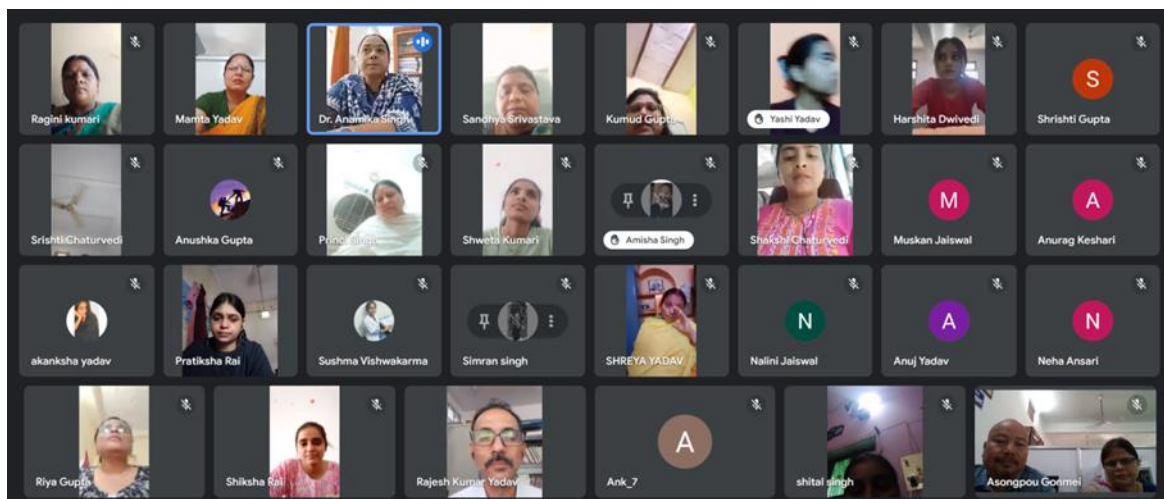 Ragini kumari
Mamta Yadav
Dr. Anamika Singh
Sandhya Srivastava
Kumud Gupta
Yashi Yadav
Harshita Dwivedi
S
Shrishti Gupta
Srishti Chaturvedi
Anushka Gupta
Shweta Kumari
Amisha Singh
Shakshi Chaturvedi
M
Muskan Jaiswal
A
Anurag Keshari
akanksha yadav
Pratiksha Rai
Sushma Vishwakarma
Simran singh
SHREYA YADAV
N
Nalini Jaiswal
A
Anuj Yadav
N
Neha Ansari
Riya Gupta
Shiksha Rai
Rajesh Kumar Yadav
A
Ank_7
shital singh
Asongpou Gonmei